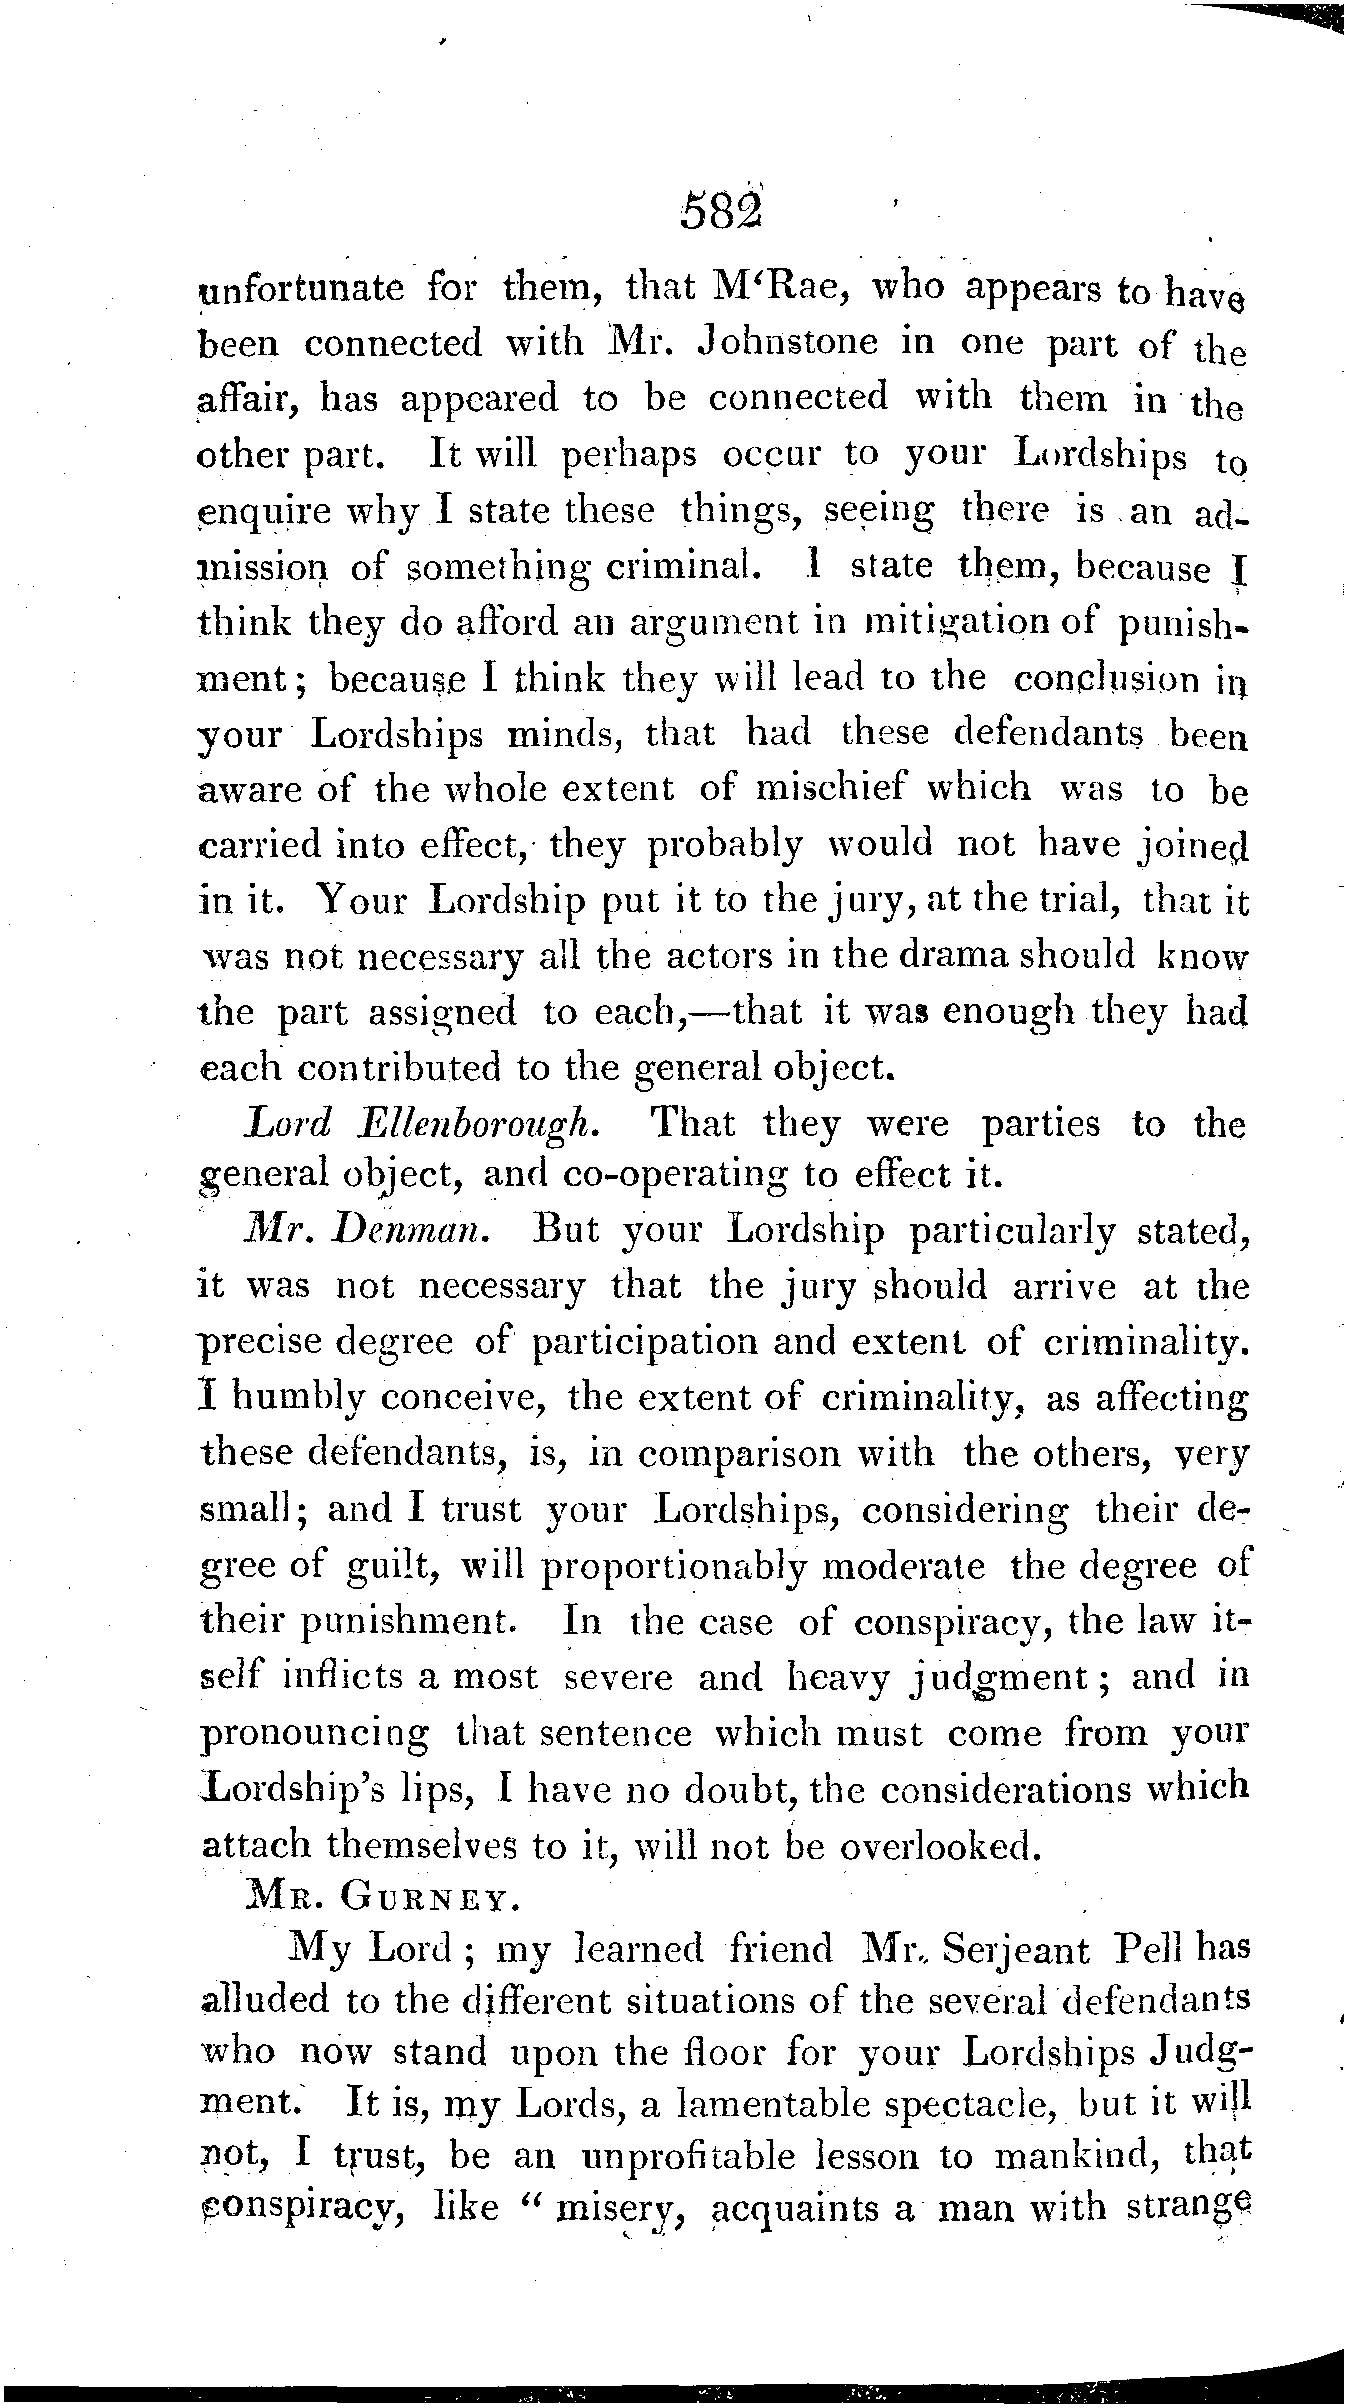 582
unfortunate for them, that M‘Rae, who appears to have
been connected with Mr. Johnstone in one part of the
affair, has appeared to be connected with them in the
other part. It will perhaps occur to your Lordships to
enquire why I state these things, seeing there is an ad-
mission of something criminal. I state them, because I
think they do afford an argument in mitigation of punish-
ment; because I think they will lead to the conclusion in
your Lordships minds, that had these defendants been
aware of the whole extent of mischief which was to be
carried into effect, they probably would not have joined
in it. Your Lordship put it to the jury, at the trial, that it
was not necessary all the actors in the drama should know
the part assigned to each,—that it was enough they had
each contributed to the general object.
Lord Ellenborough. That they were parties to the
general object, and co-operating to effect it.
Mr. Denman. But your Lordship particularly stated,
it was not necessary that the jury should arrive at the
precise degree of participation and extent of criminality.
I humbly conceive, the extent of criminality, as affecting
these defendants, is, in comparison with the others, very
small; and I trust your Lordships, considering their de-
gree of guilt, will proportionably moderate the degree of
their punishment. In the case of conspiracy, the law it-
self inflicts a most severe and heavy judgment; and in
pronouncing that sentence which must come from your
Lordship's lips, I have no doubt, the considerations which
attach themselves to it, will not be overlooked.
MR. GURNEY.
My Lord; my learned friend Mr. Serjeant Pell has
alluded to the different situations of the several defendants
who now stand upon the floor for your Lordships Judg-
ment. It is, my Lords, a lamentable spectacle, but it will
not, I trust, be an unprofitable lesson to mankind, that
conspiracy, like “ misery, acquaints a man with strange